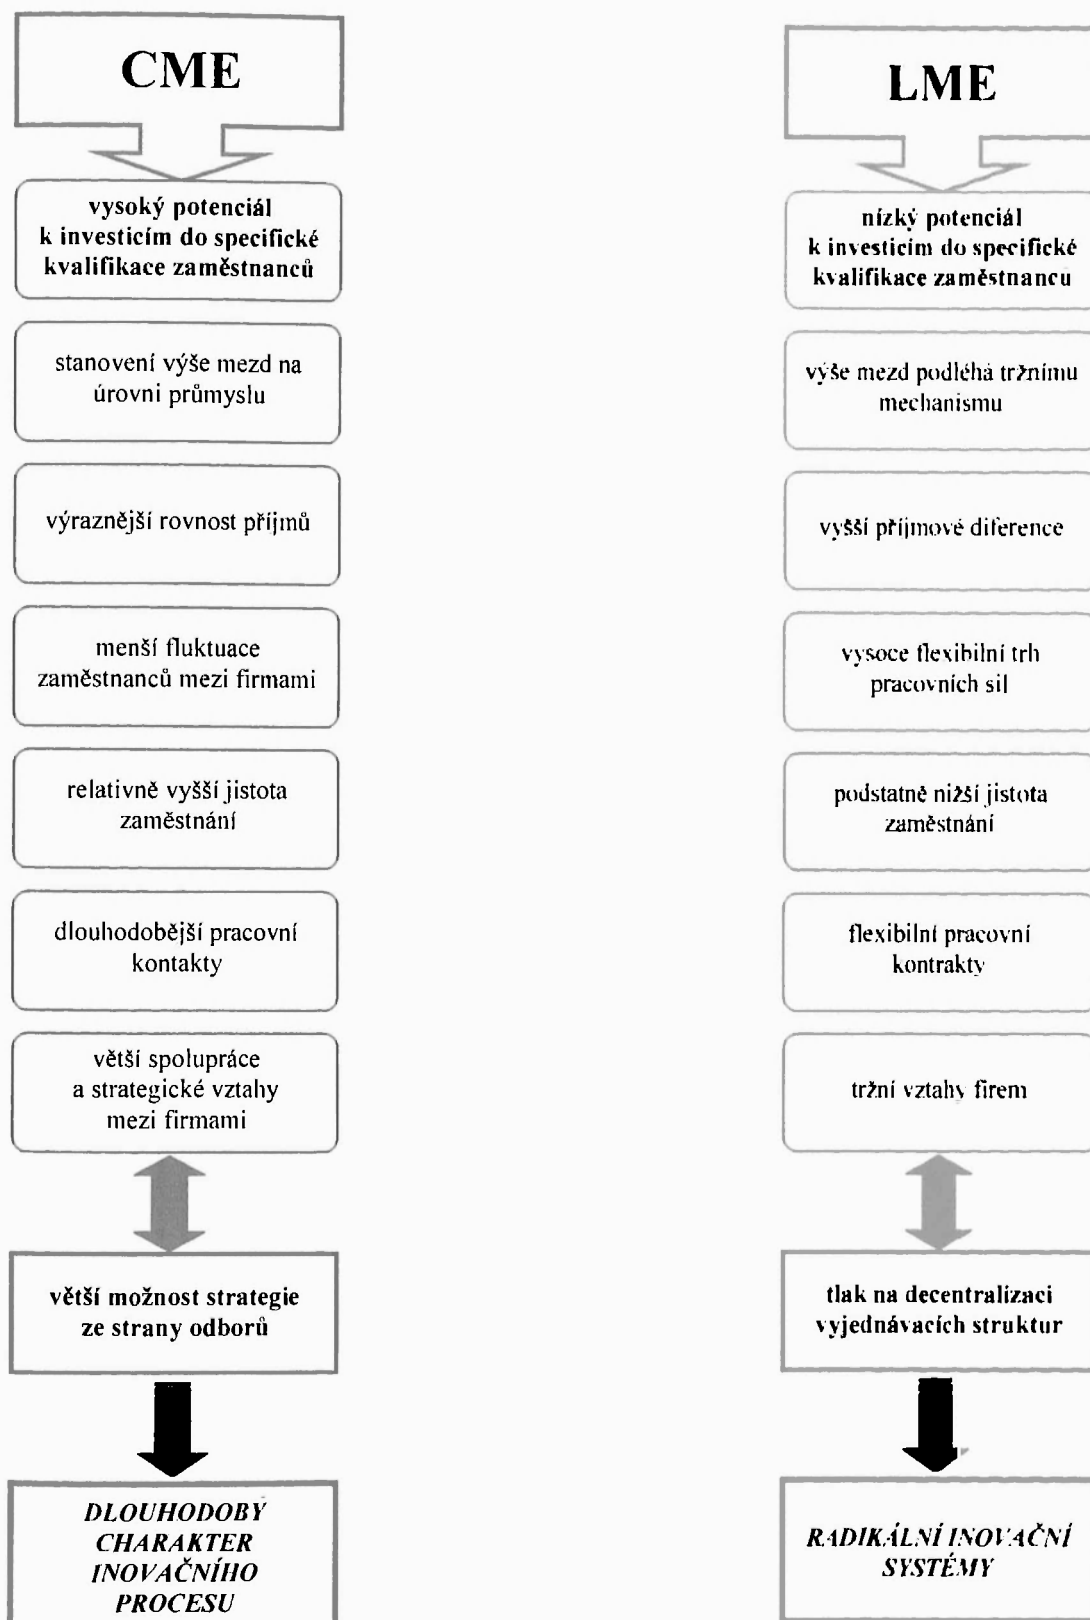 CME
vysoký potenciál
k investicím do specifické
kvalifikace zaměstnanců
stanovení výše mezd na
úrovni průmyslu
výraznější rovnost příjmů
menší fluktuace
zaměstnanců mezi firmami
relativně vyšší jistota
zaměstnání
dlouhodobější pracovní
kontakty
větší spolupráce
a strategické vztahy
mezi firmami
větší možnost strategie
ze strany odborů
DLOUHODOBÝ
CHARAKTER
INOVAČNÍHO
PROCESU
LME
nízký potenciál
k investicím do specifické
kvalifikace zaměstnancu
výše mezd podléhá tržnímu
mechanismu
vyšší příjmové diference
vysoce flexibilní trh
pracovních sil
podstatně nižší jistota
zaměstnání
flexibilní pracovní
kontrakty
tržní vztahy firem
tlak na decentralizaci
vyjednávacích struktur
RADIKÁLNÍ INOVAČNÍ
SYSTÉMY